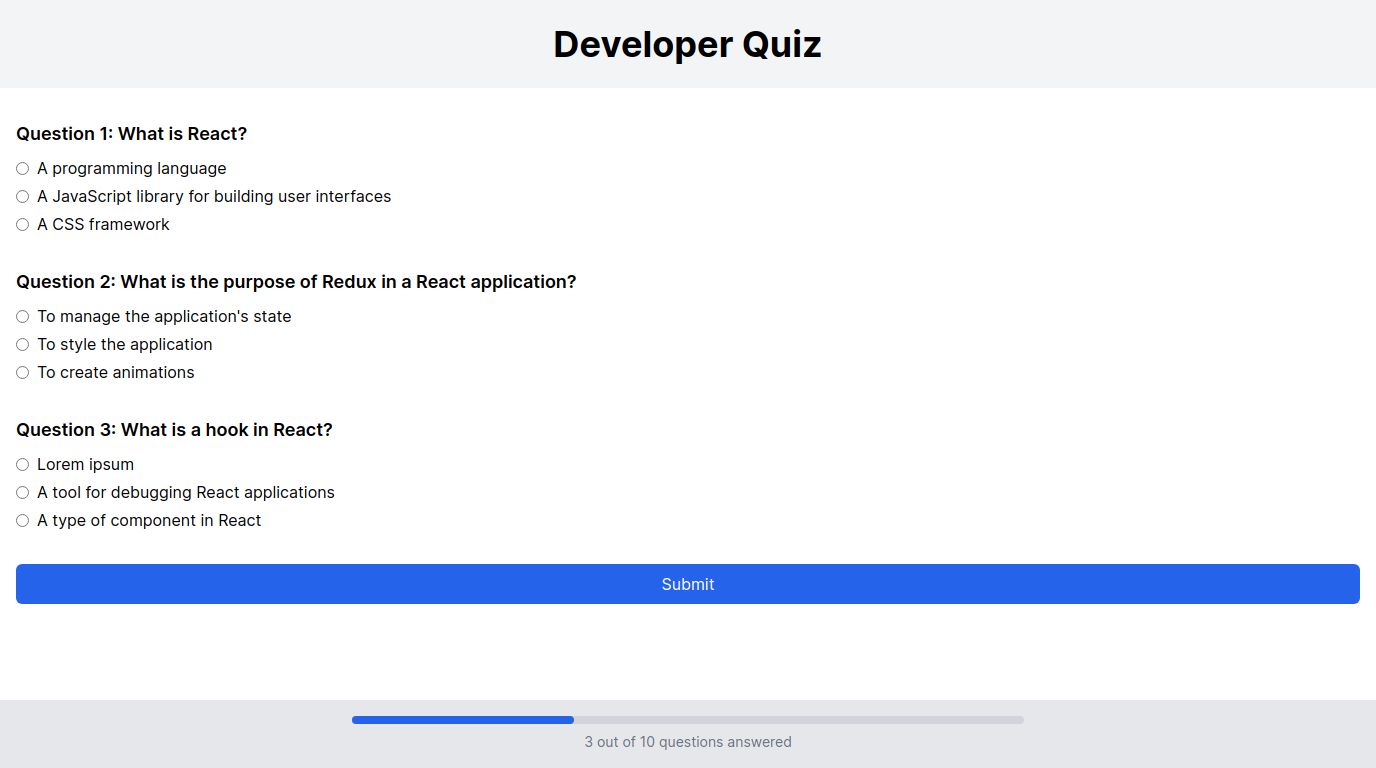 Developer Quiz
Question 1: What is React?
A programming language
A JavaScript library for building user interfaces
A CSS framework
Question 2: What is the purpose of Redux in a React application?
To manage the application's state
To style the application
To create animations
Question 3: What is a hook in React?
Lorem ipsum
A tool for debugging React applications
A type of component in React
Submit
3 out of 10 questions answered